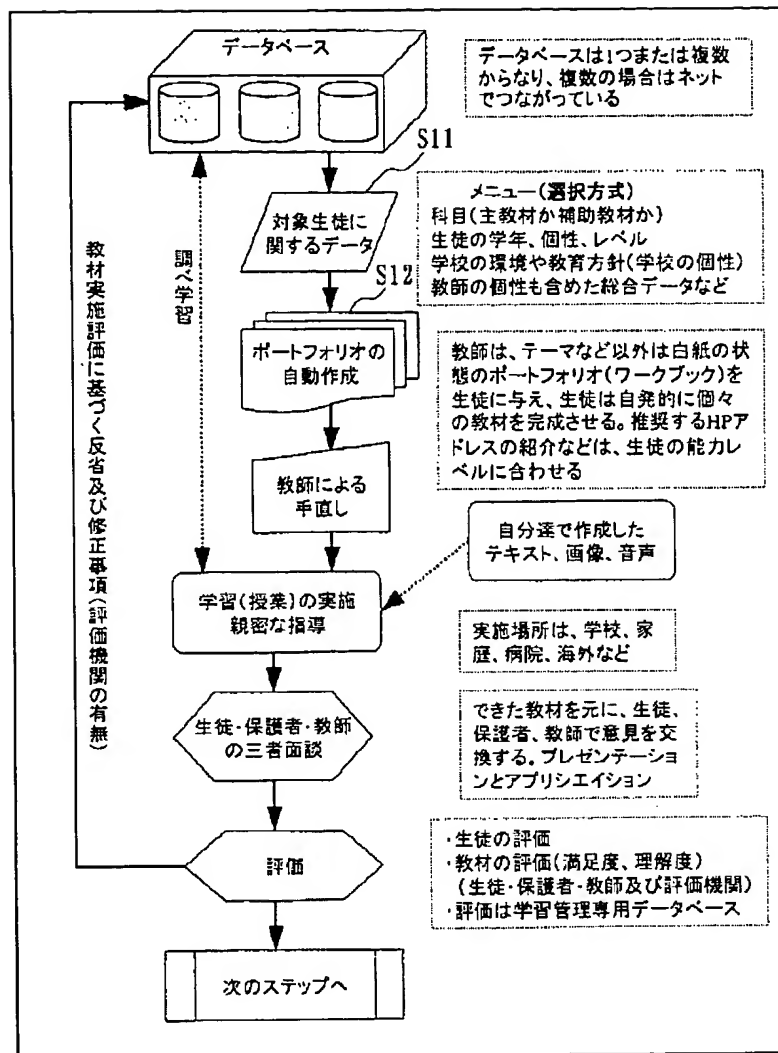 データベース
データベースは1つまたは複数
からなり、複数の場合はネット
でつながっている
S11
対象生徒に
関するデータ
メニュー(選択方式)
科目(主教材か補助教材か)
生徒の学年、個性、レベル
学校の環境や教育方針(学校の個性)
教師の個性も含めた総合データなど
S12
ポートフォリオの
自動作成
教師は、テーマなど以外は白紙の状
態のポートフォリオ(ワークブック)を
生徒に与え、生徒は自発的に個々
の教材を完成させる。推奨するHPア
ドレスの紹介などは、生徒の能力レ
ベルに合わせる
調べ学習
教材実施評価に基づく反省及び修正事項(評価機関の有無)
教師による
手直し
自分達で作成した
テキスト、画像、音声
学習(授業)の実施
親密な指導
実施場所は、学校、家
庭、病院、海外など
生徒・保護者・教師
の三者面談
できた教材を元に、生徒、
保護者、教師で意見を交
換する。プレゼンテーショ
ンとアプリシエイション
評価
・生徒の評価
・教材の評価(満足度、理解度)
(生徒・保護者・教師及び評価機関)
・評価は学習管理専用データベース
次のステップへ